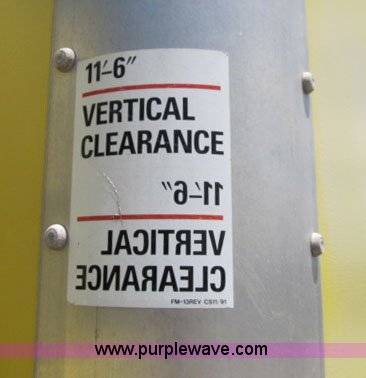 11'-6"
VERTICAL
CLEARANCE
11'-6"
VERTICAL
CLEARANCE
FM-13REV CS11/91
www.purplewave.com